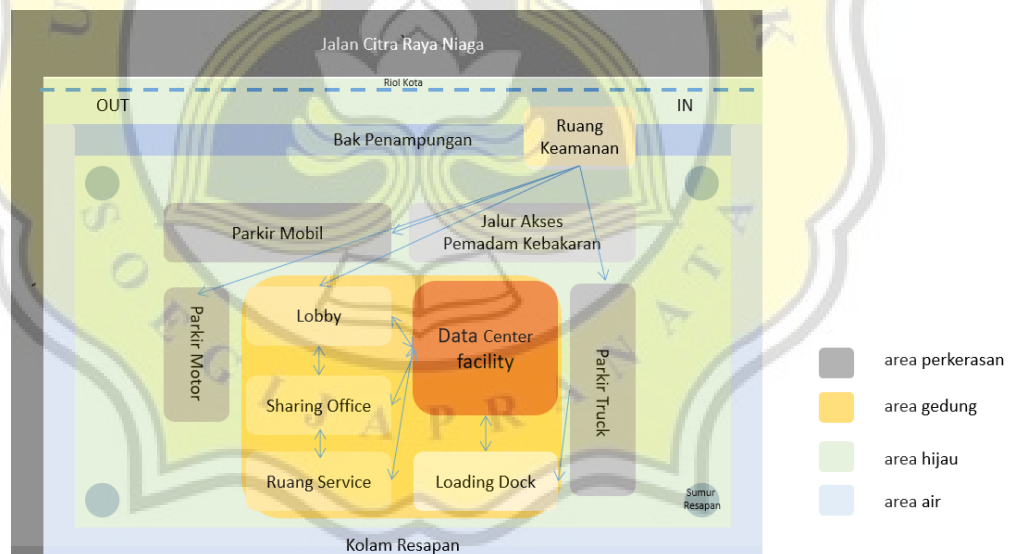 Jalan Citra Raya Niaga
Riol Kota
OUT
IN
Bak Penampungan
Ruang
Keamanan
Parkir Mobil
Jalur Akses
Pemadam Kebakaran
Parkir Motor
Lobby
Data Center
facility
Parkir Truck
Sharing Office
Ruang Service
Loading Dock
Sumur
Resapan
Kolam Resapan
area perkerasan
area gedung
area hijau
area air
SOEGIJAPRANATA